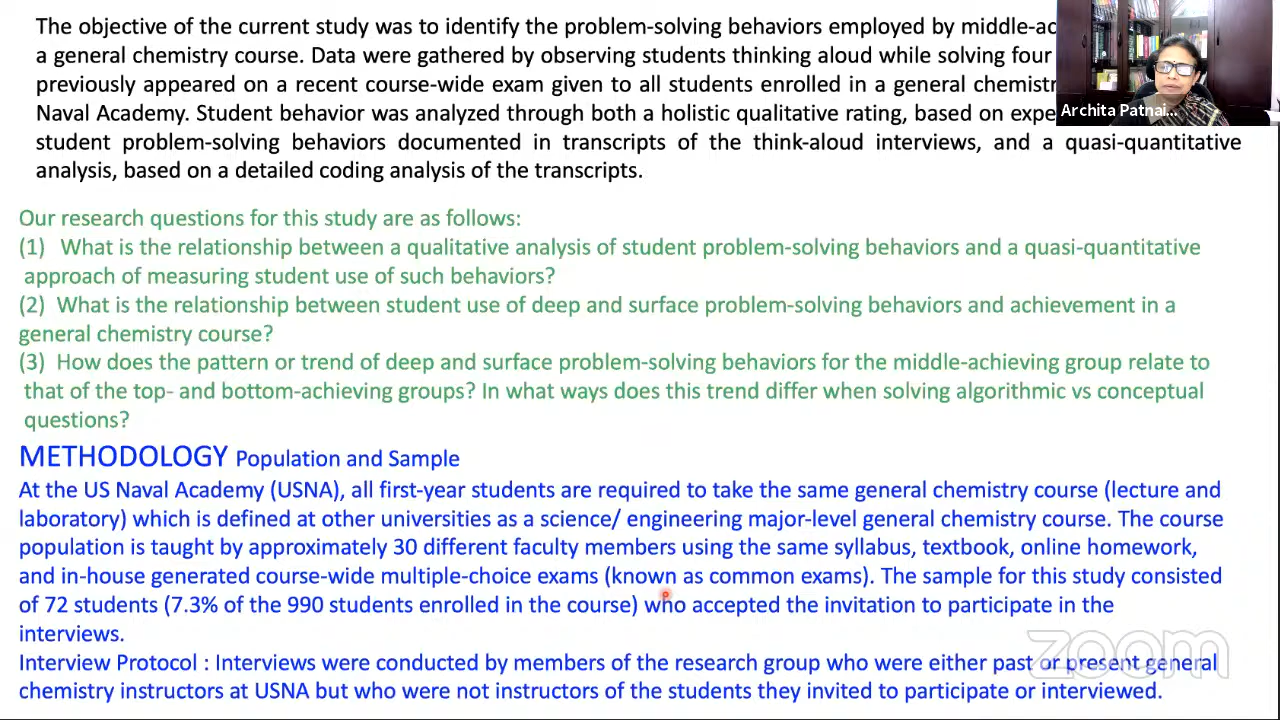 The objective of the current study was to identify the problem-solving behaviors employed by
a general chemistry course. Data were gathered by observing students thinking aloud while solving four
previously appeared on a recent course-wide exam given to all students enrolled in a general
Naval Academy. Student behavior was analyzed through both a holistic qualitative rating, based on
student problem-solving behaviors documented in transcripts of the think-aloud interviews, and a quasi-quantitative
analysis, based on a detailed coding analysis of the transcripts.
Archita Patnai...
Our research questions for this study are as follows:
(1) What is the relationship between a qualitative analysis of student problem-solving behaviors and a quasi-quantitative
approach of measuring student use of such behaviors?
(2) What is the relationship between student use of deep and surface problem-solving behaviors and achievement in a
general chemistry course?
(3) How does the pattern or trend of deep and surface problem-solving behaviors for the middle-achieving group relate to
that of the top- and bottom-achieving groups? In what ways does this trend differ when solving algorithmic vs conceptual
questions?
METHODOLOGY Population and Sample
At the US Naval Academy (USNA), all first-year students are required to take the same general chemistry course (lecture and
laboratory) which is defined at other universities as a science/ engineering major-level general chemistry course. The course
population is taught by approximately 30 different faculty members using the same syllabus, textbook, online homework,
and in-house generated course-wide multiple-choice exams (known as common exams). The sample for this study consisted
of 72 students (7.3% of the 990 students enrolled in the course) who accepted the invitation to participate in the
interviews.
Interview Protocol : Interviews were conducted by members of the research group who were either past or present general
chemistry instructors at USNA but who were not instructors of the students they invited to participate or interviewed.
zoom